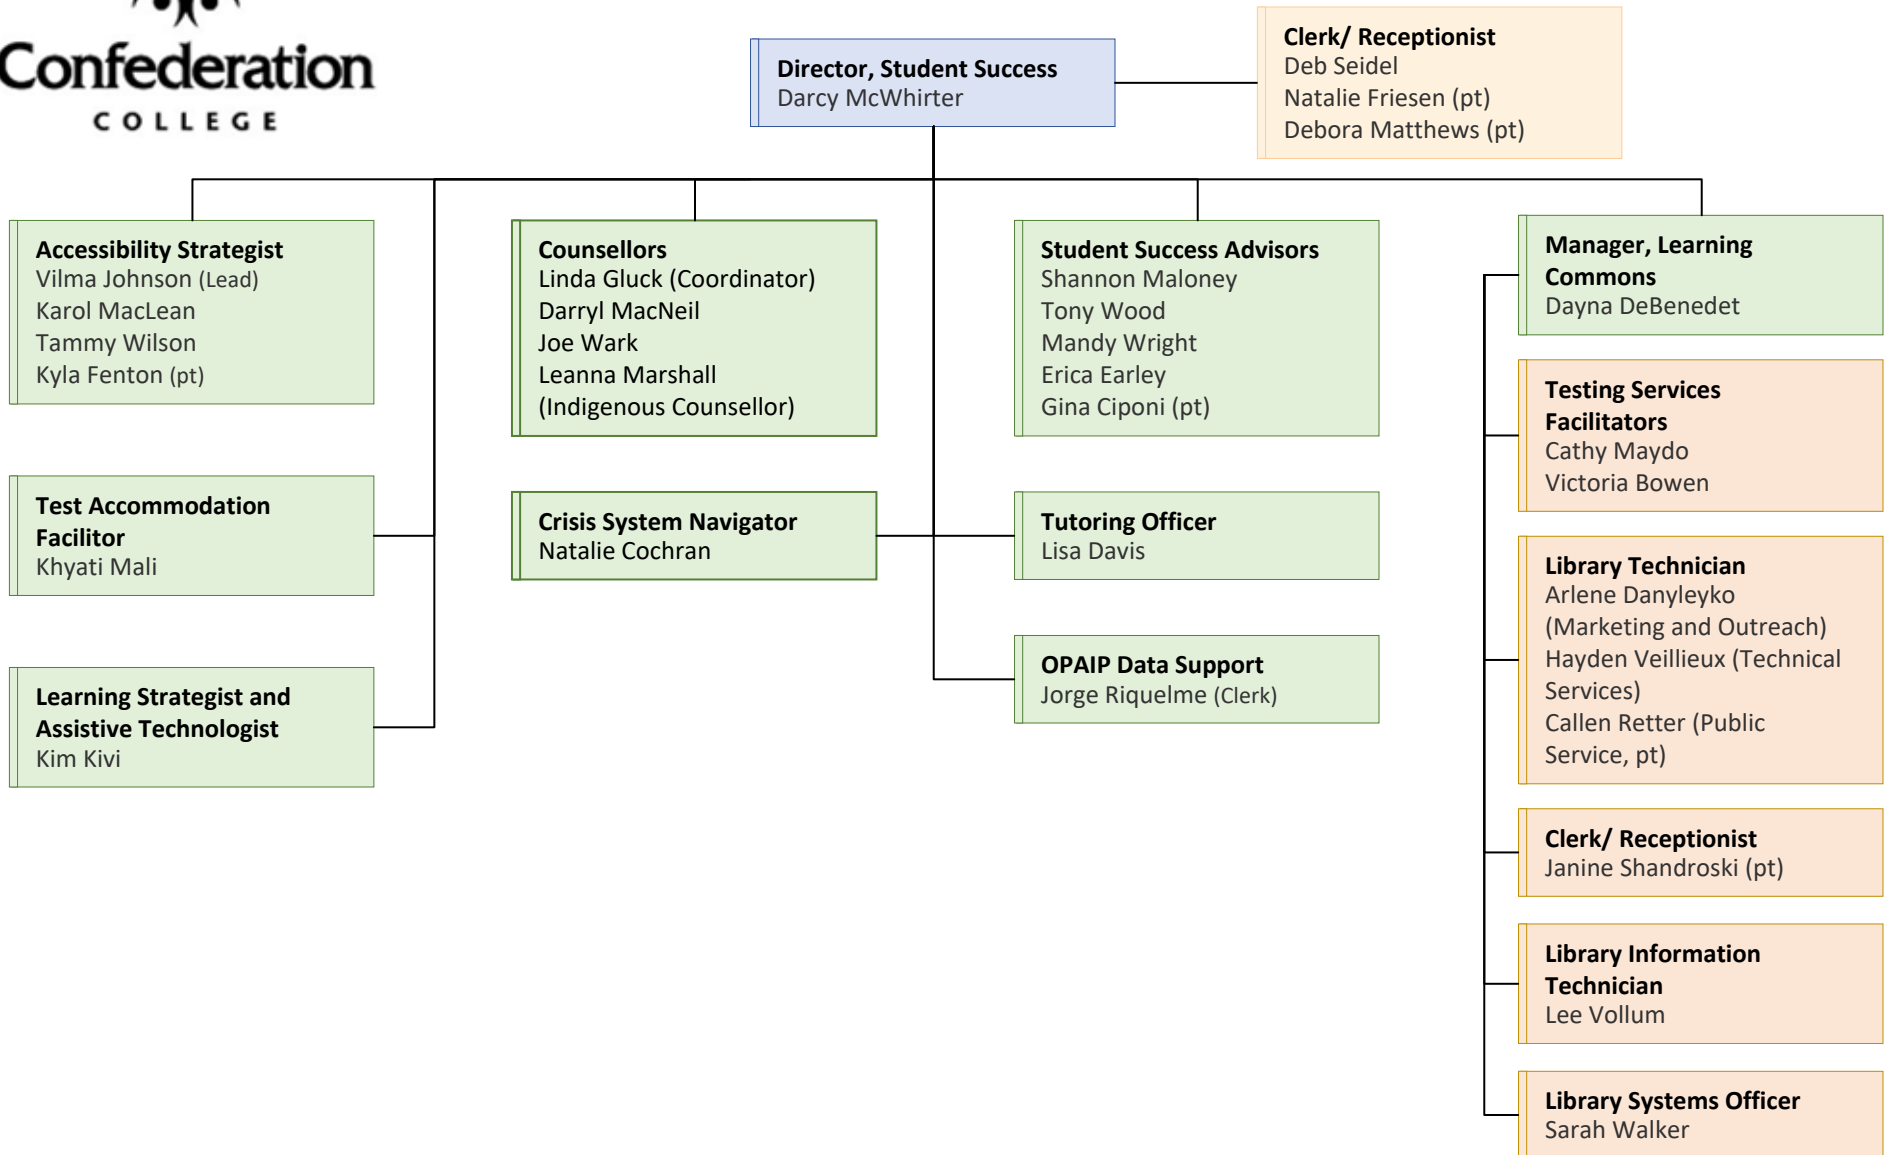 Confederation
COLLEGE
Director, Student Success
Darcy McWhirter
Clerk/ Receptionist
Deb Seidel
Natalie Friesen (pt)
Debora Matthews (pt)
Accessibility Strategist
Vilma Johnson (Lead)
Karol MacLean
Tammy Wilson
Kyla Fenton (pt)
Test Accommodation
Facilitor
Khyati Mali
Learning Strategist and
Assistive Technologist
Kim Kivi
Counsellors
Linda Gluck (Coordinator)
Darryl MacNeil
Joe Wark
Leanna Marshall
(Indigenous Counsellor)
Crisis System Navigator
Natalie Cochran
Student Success Advisors
Shannon Maloney
Tony Wood
Mandy Wright
Erica Earley
Gina Ciponi (pt)
Tutoring Officer
Lisa Davis
OPAIP Data Support
Jorge Riquelme (Clerk)
Manager, Learning
Commons
Dayna DeBenedet
Testing Services
Facilitators
Cathy Maydo
Victoria Bowen
Library Technician
Arlene Danyleyko
(Marketing and Outreach)
Hayden Veillieux (Technical
Services)
Callen Retter (Public
Service, pt)
Clerk/ Receptionist
Janine Shandroski (pt)
Library Information
Technician
Lee Vollum
Library Systems Officer
Sarah Walker